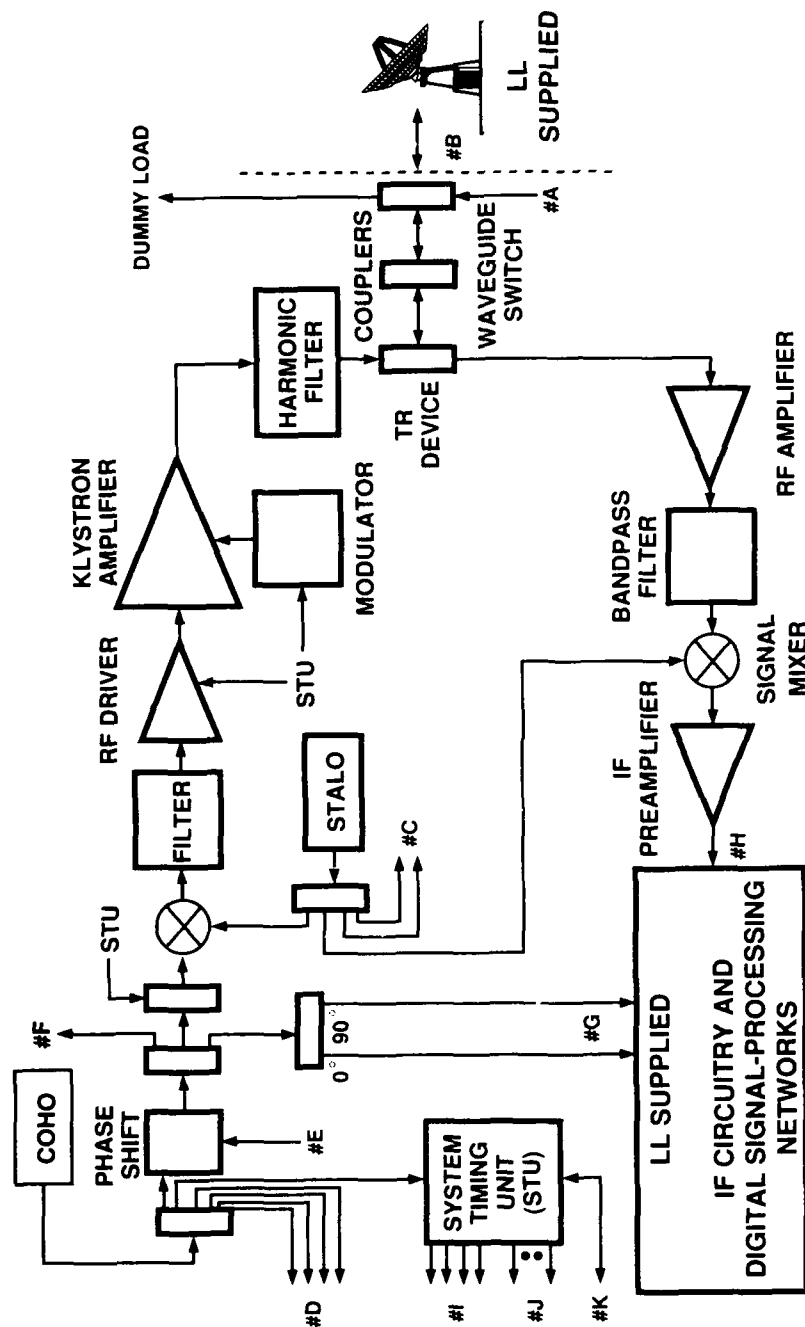 DUMMY LOAD
#B
LL
SUPPLIED
#A
COUPLERS
WAVEGUIDE
SWITCH
HARMONIC
FILTER
TR
DEVICE
KLYSTRON
AMPLIFIER
MODULATOR
RF AMPLIFIER
BANDPASS
FILTER
RF DRIVER
STU
SIGNAL
MIXER
FILTER
STALO
#C
IF
PREAMPLIFIER
#H
STU
#F
0° 90°
#G
COHO
PHASE
SHIFT
#E
#D
SYSTEM
TIMING
UNIT
(STU)
#I
#J
#K
LL SUPPLIED
IF CIRCUITRY AND
DIGITAL SIGNAL-PROCESSING
NETWORKS